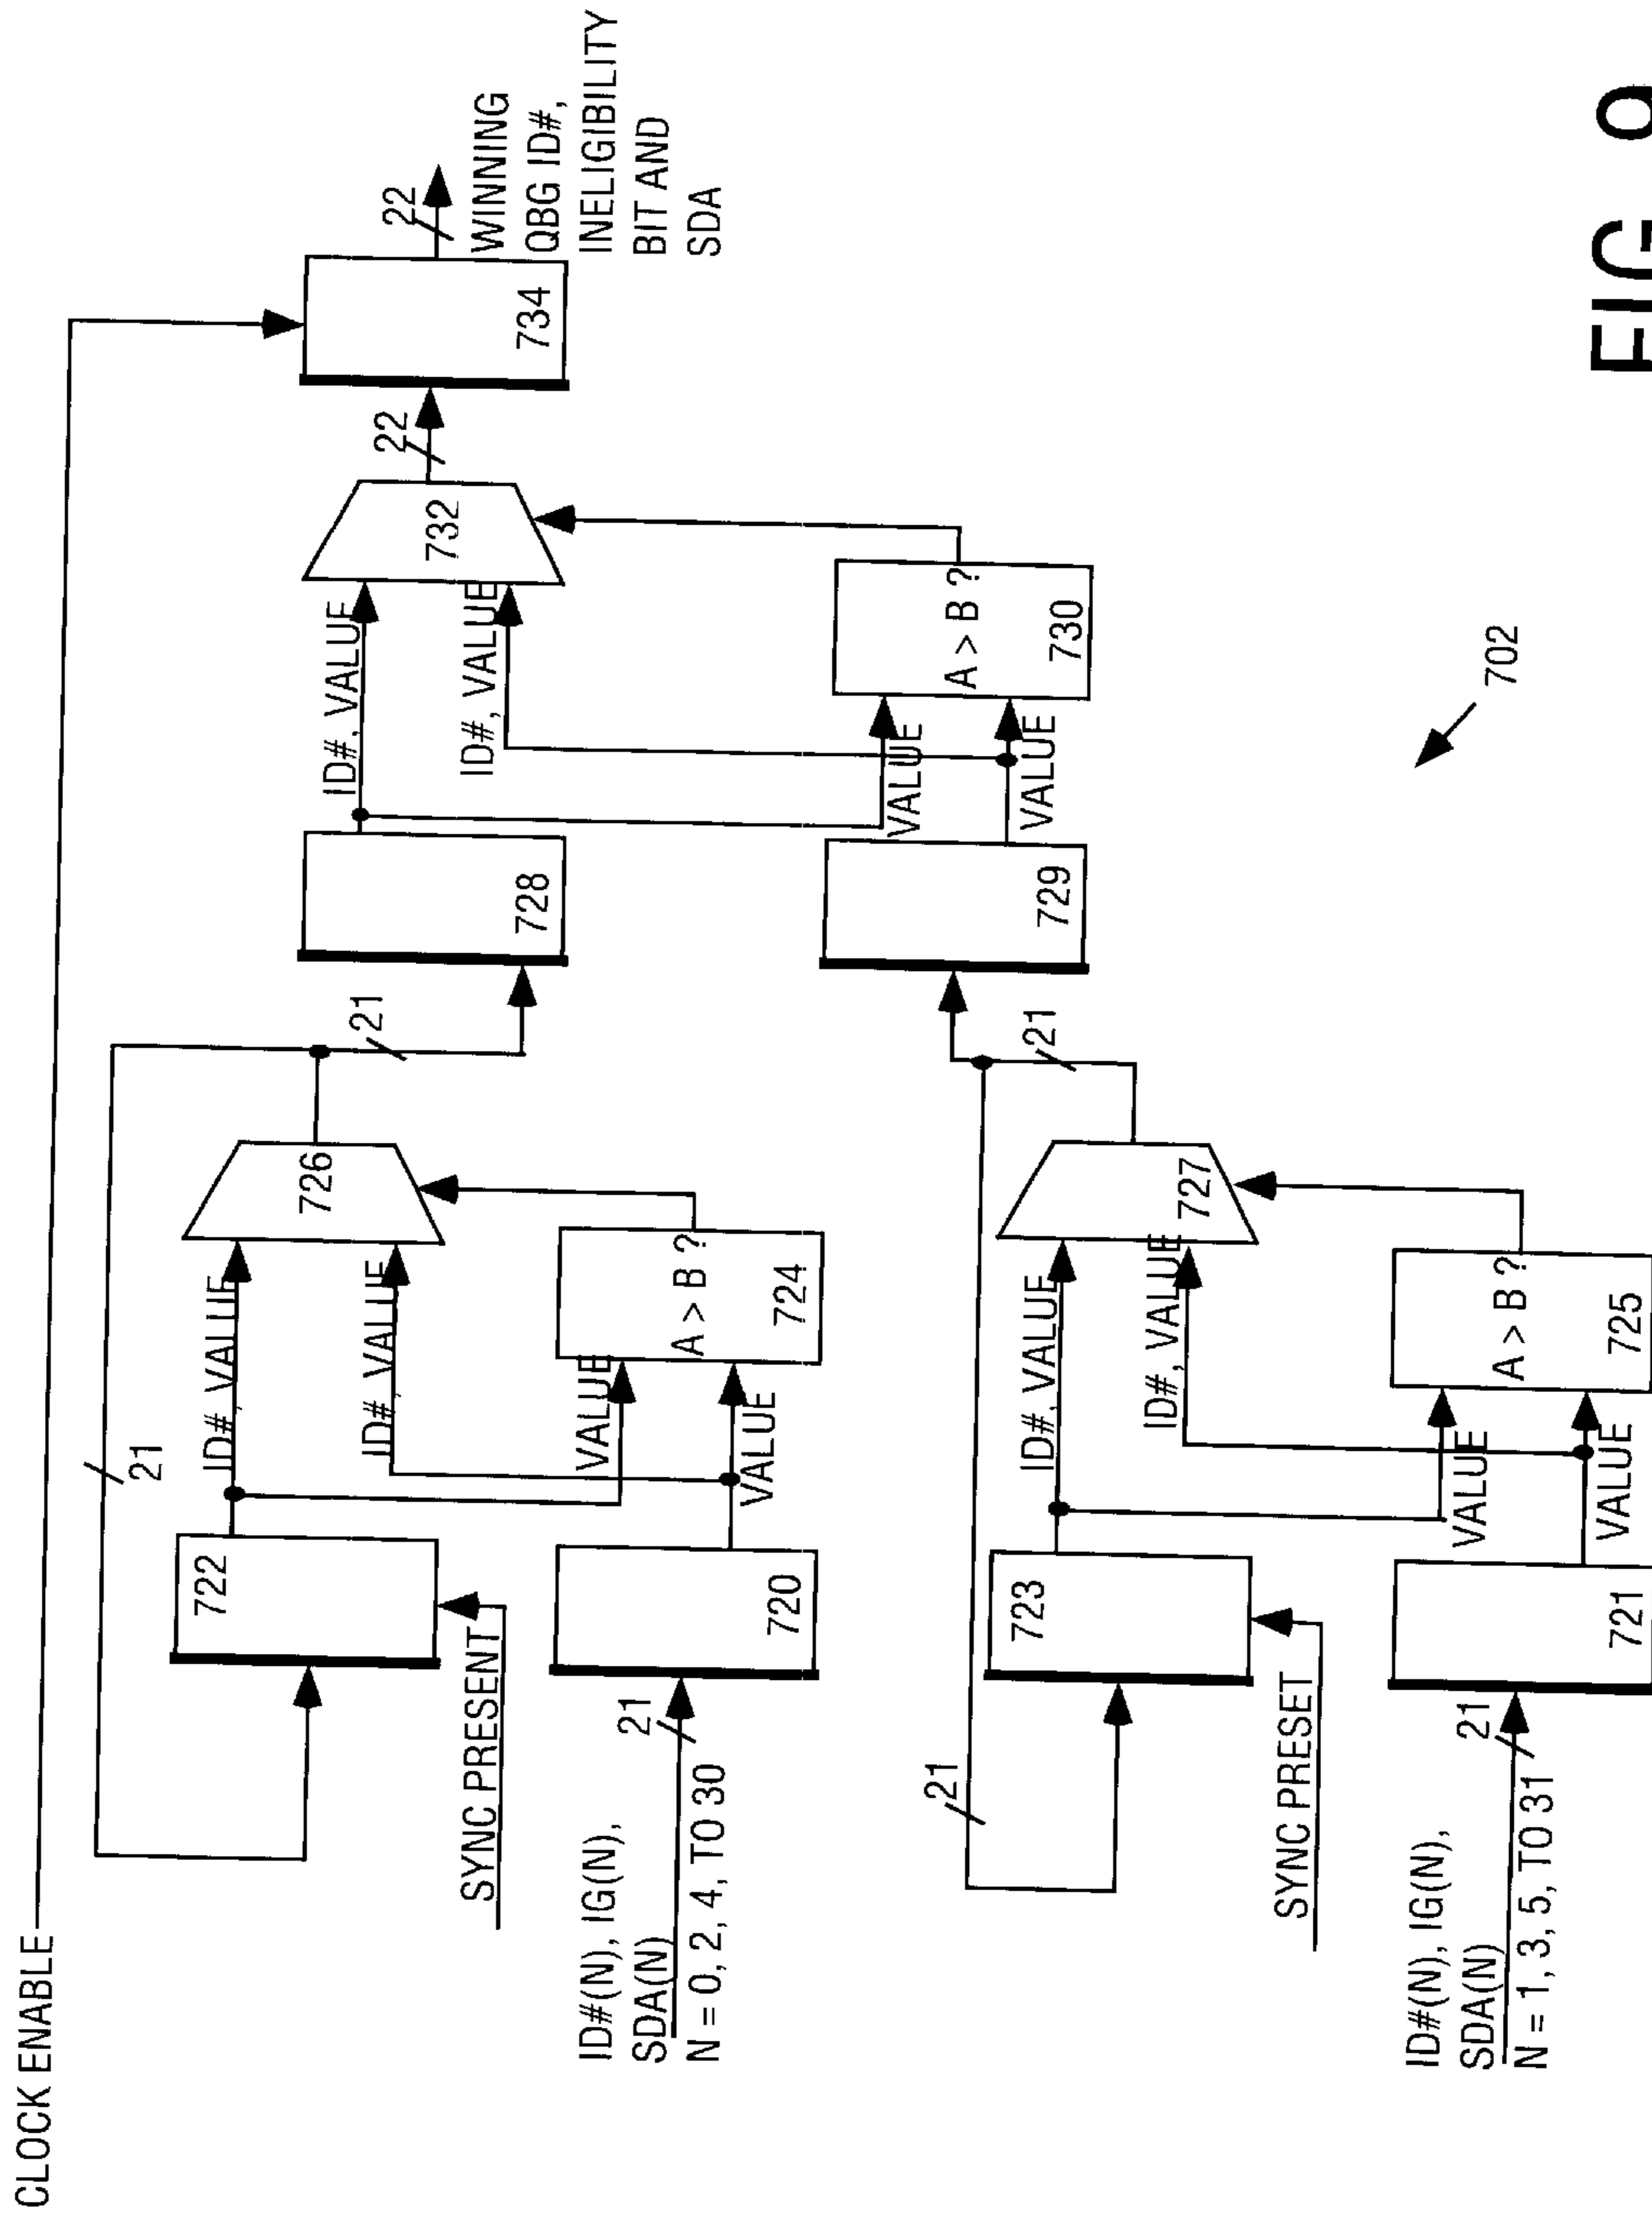 CLOCK ENABLE
21
722
SYNC PRESENT
ID#, VALUE
ID#, VALUE
726
21
728
ID#, VALUE
ID#, VALUE
732
22
734
22
WINNING
QBG ID#,
INELIGIBILITY
BIT AND
SDA
ID#(N), IG(N),
SDA(N)
N = 0, 2, 4, TO 30
21
720
VALUE
VALUE
A > B ?
724
21
723
SYNC PRESET
ID#, VALUE
ID#, VALUE
727
21
729
VALUE
VALUE
A > B ?
730
ID#(N), IG(N),
SDA(N)
N = 1, 3, 5, TO 31
21
721
VALUE
VALUE
A > B ?
725
702
FIG